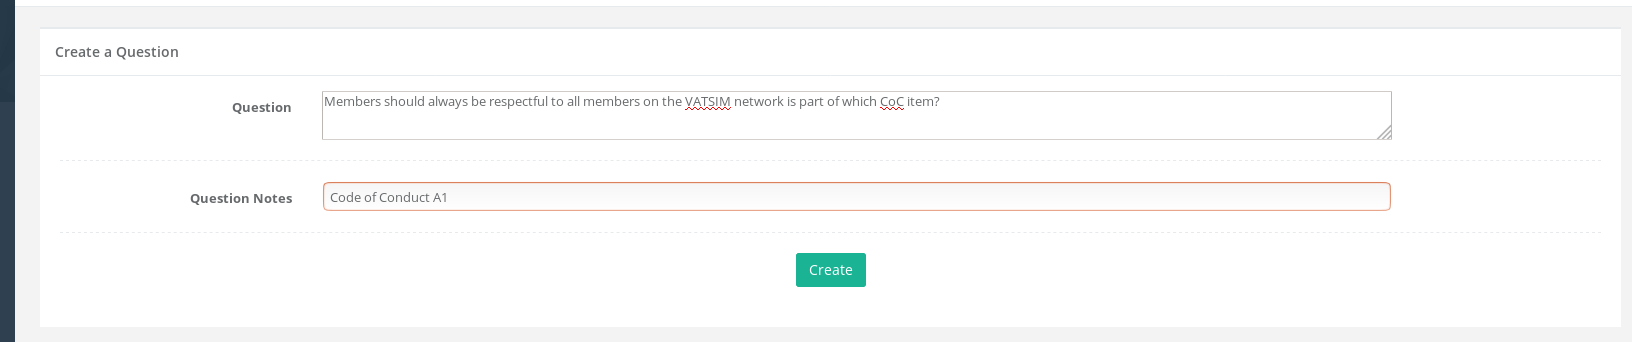 Create a Question
Question
Members should always be respectful to all members on the VATSIM network is part of which CoC item?
Question Notes
Code of Conduct A1
Create